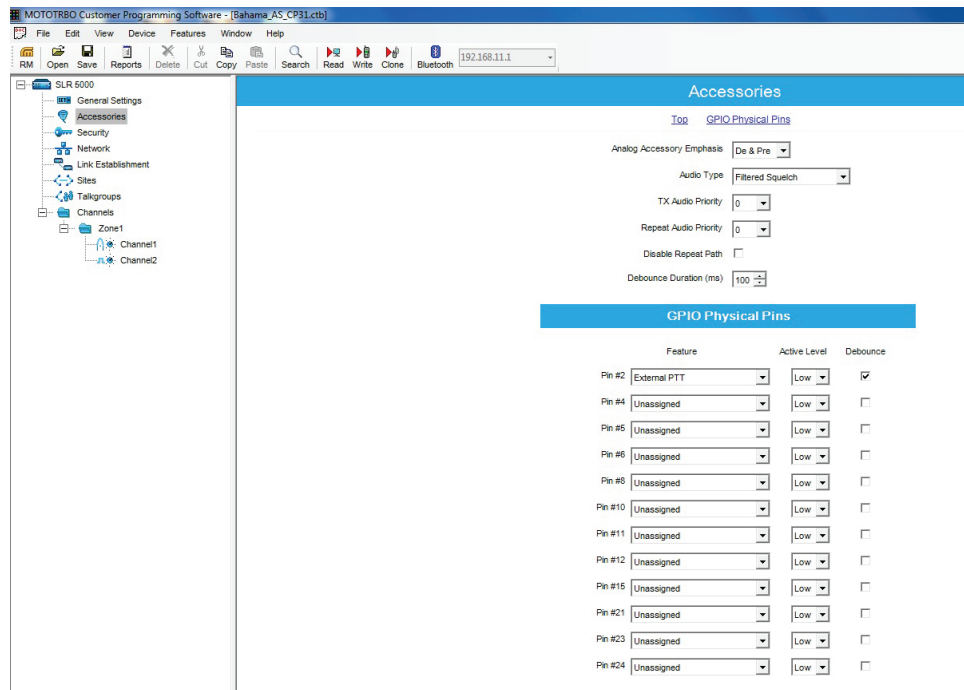 MOTOTRBO Customer Programming Software - [Bahama_AS_CP31.ctb]
File Edit View Device Features Window Help
RM Open Save Reports Delete Cut Copy Paste Search Read Write Clone Bluetooth 192.168.11.1
SLR 5000
General Settings
Accessories
Security
Network
Link Establishment
Sites
Talkgroups
Channels
Zone1
Channel1
Channel2
Accessories
Top GPIO Physical Pins
Analog Accessory Emphasis De & Pre
Audio Type Filtered Squelch
TX Audio Priority 0
Repeat Audio Priority 0
Disable Repeat Path
Debounce Duration (ms) 100
GPIO Physical Pins
Feature Active Level Debounce
Pin #2 External PTT Low
Pin #4 Unassigned Low
Pin #5 Unassigned Low
Pin #6 Unassigned Low
Pin #8 Unassigned Low
Pin #10 Unassigned Low
Pin #11 Unassigned Low
Pin #12 Unassigned Low
Pin #15 Unassigned Low
Pin #21 Unassigned Low
Pin #23 Unassigned Low
Pin #24 Unassigned Low